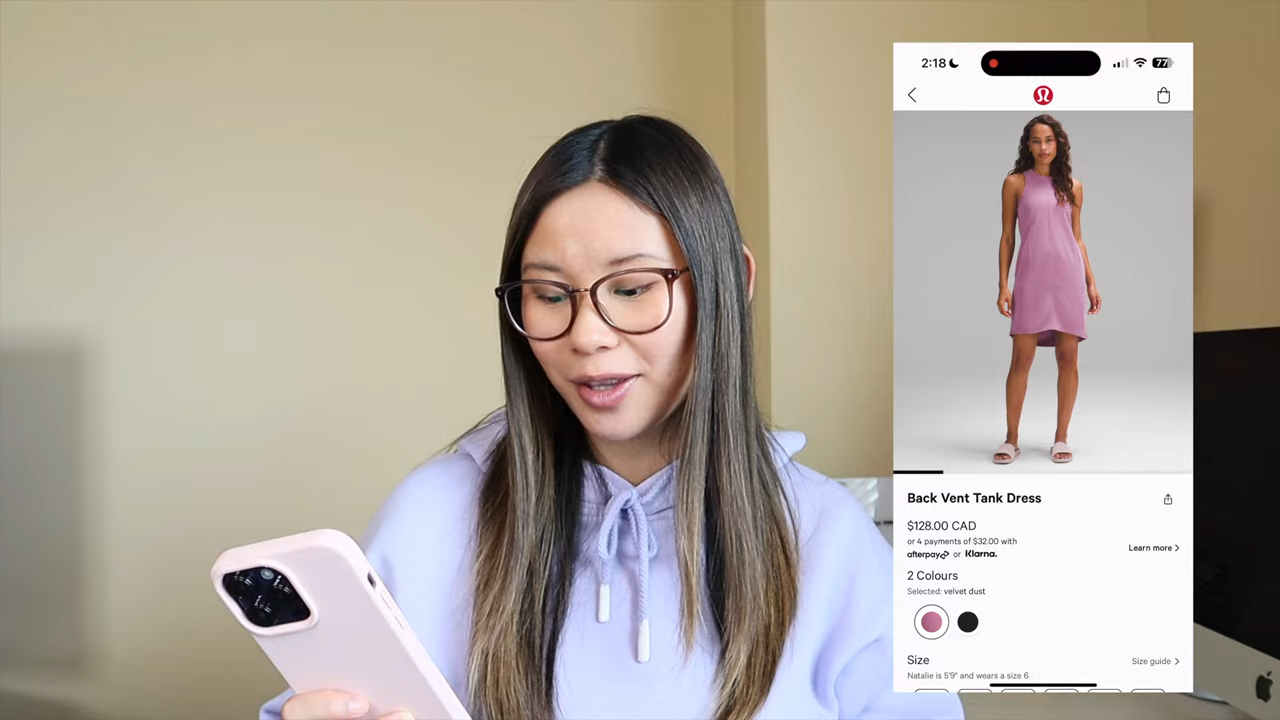 2:18
77
Back Vent Tank Dress
$128.00 CAD
or 4 payments of $32.00 with
afterpay or Klarna.
Learn more >
2 Colours
Selected: velvet dust
Size
Size guide >
Natalie is 5'9" and wears a size 6